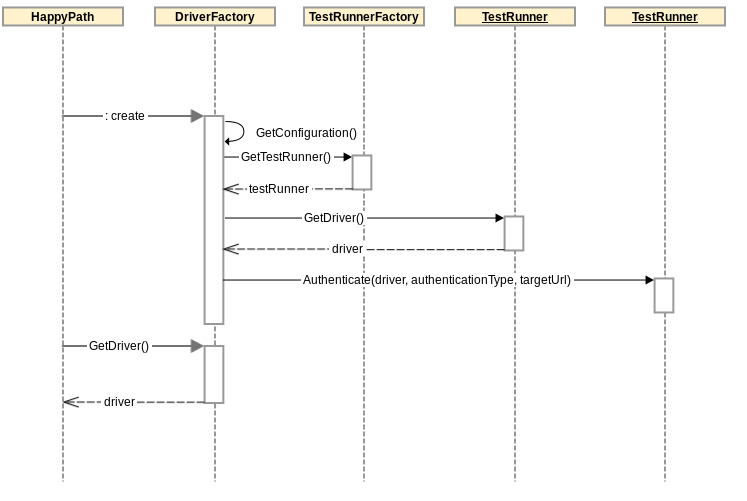 HappyPath
DriverFactory
TestRunnerFactory
TestRunner
TestRunner
: create
GetConfiguration()
GetTestRunner()
testRunner
GetDriver()
driver
Authenticate(driver, authenticationType, targetUrl)
GetDriver()
driver